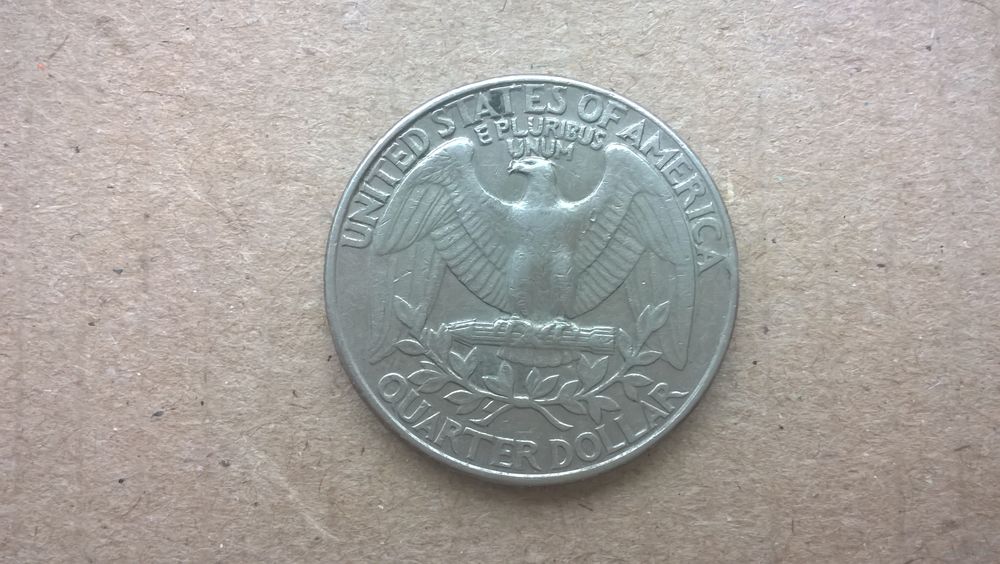 UNITED STATES OF AMERICA
E PLURIBUS
UNUM
QUARTER DOLLAR